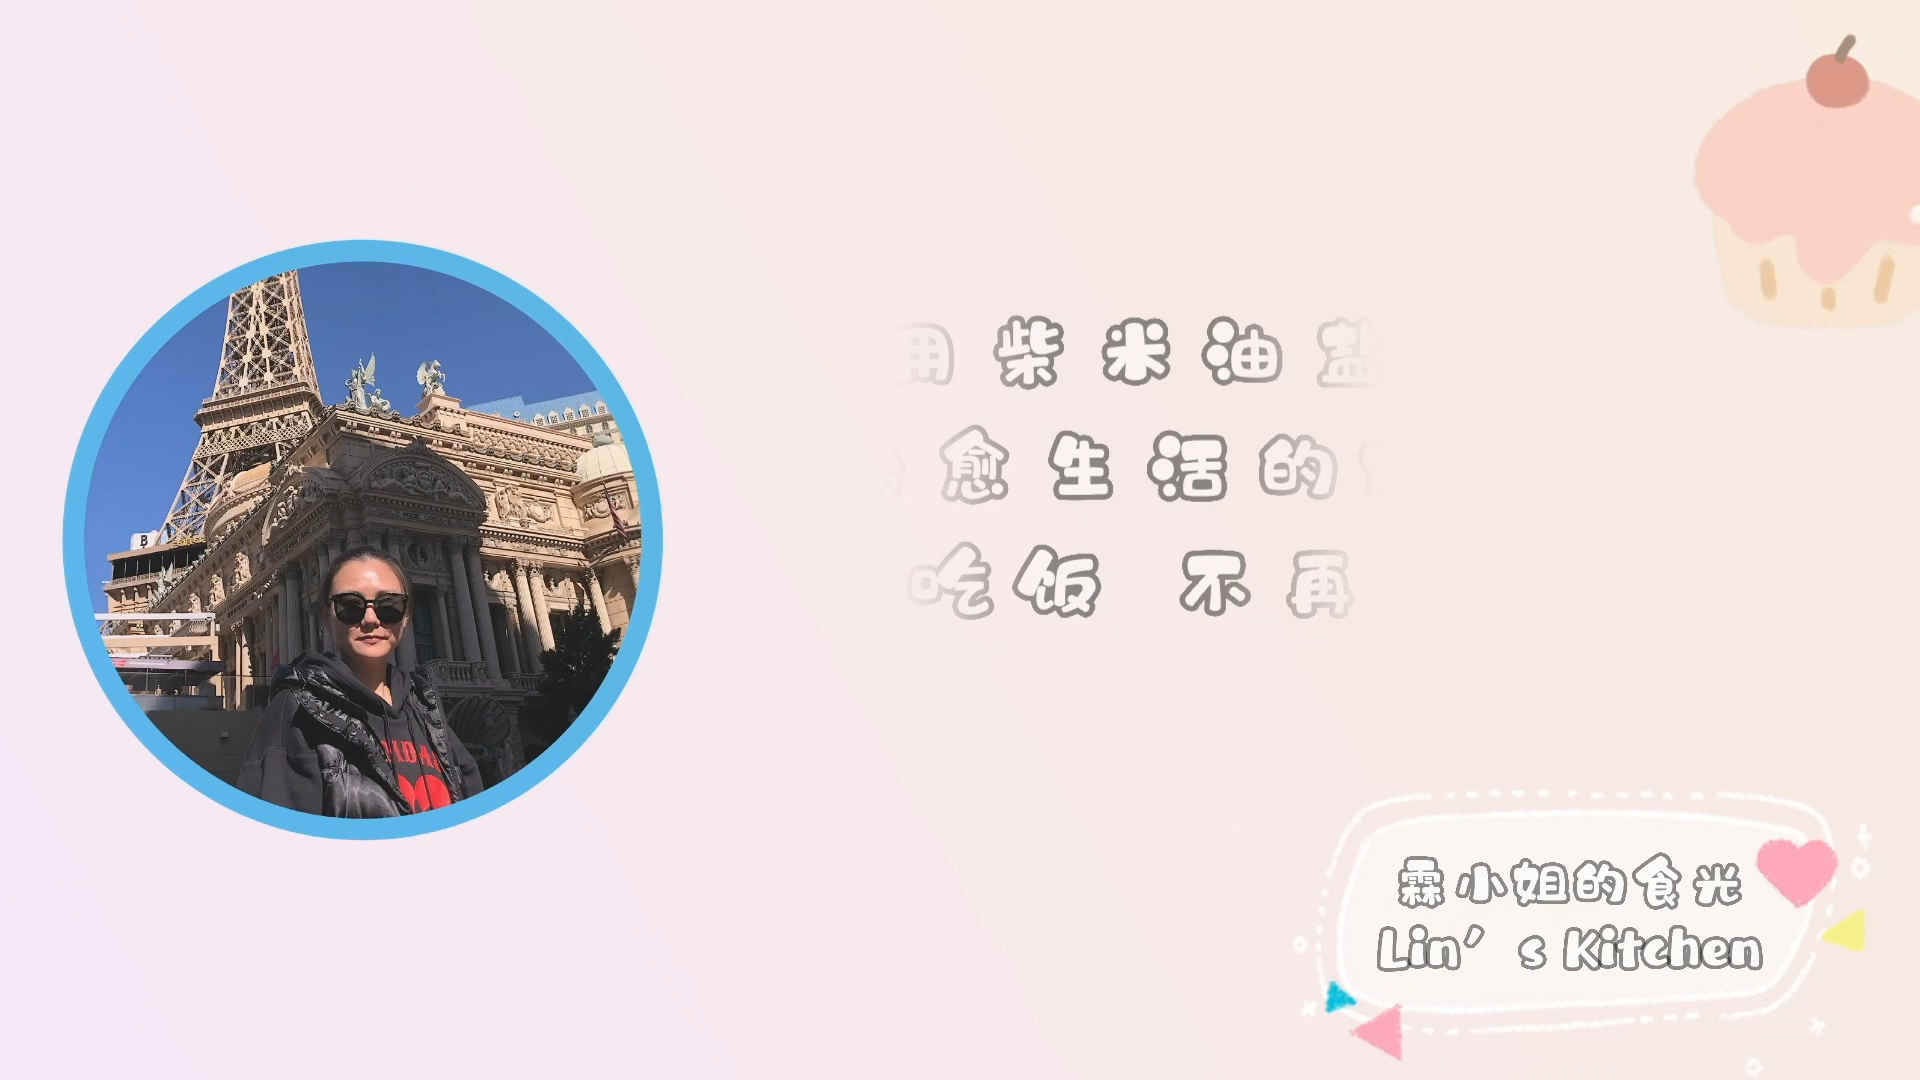 用柴米油盐
愈生活的
吃饭 不再
霖小姐的食光
Lin’s Kitchen
B